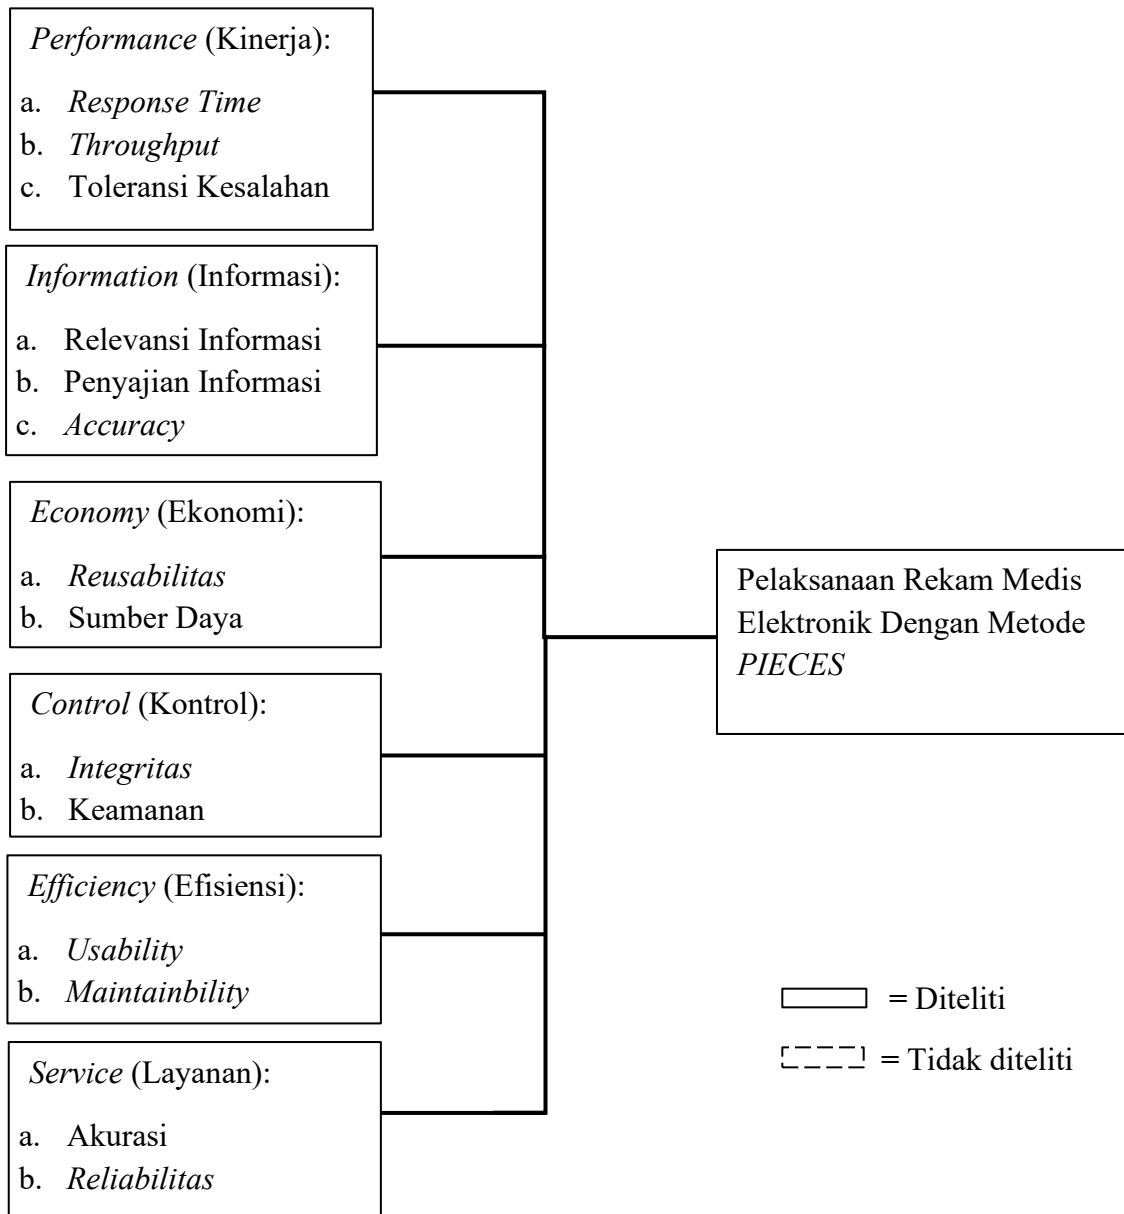 Performance (Kinerja):
a. Response Time
b. Throughput
c. Toleransi Kesalahan
Information (Informasi):
a. Relevansi Informasi
b. Penyajian Informasi
c. Accuracy
Economy (Ekonomi):
a. Reusabilitas
b. Sumber Daya
Control (Kontrol):
a. Integritas
b. Keamanan
Efficiency (Efisiensi):
a. Usability
b. Maintainbility
Service (Layanan):
a. Akurasi
b. Reliabilitas
Pelaksanaan Rekam Medis
Elektronik Dengan Metode
PIECES
= Diteliti
= Tidak diteliti